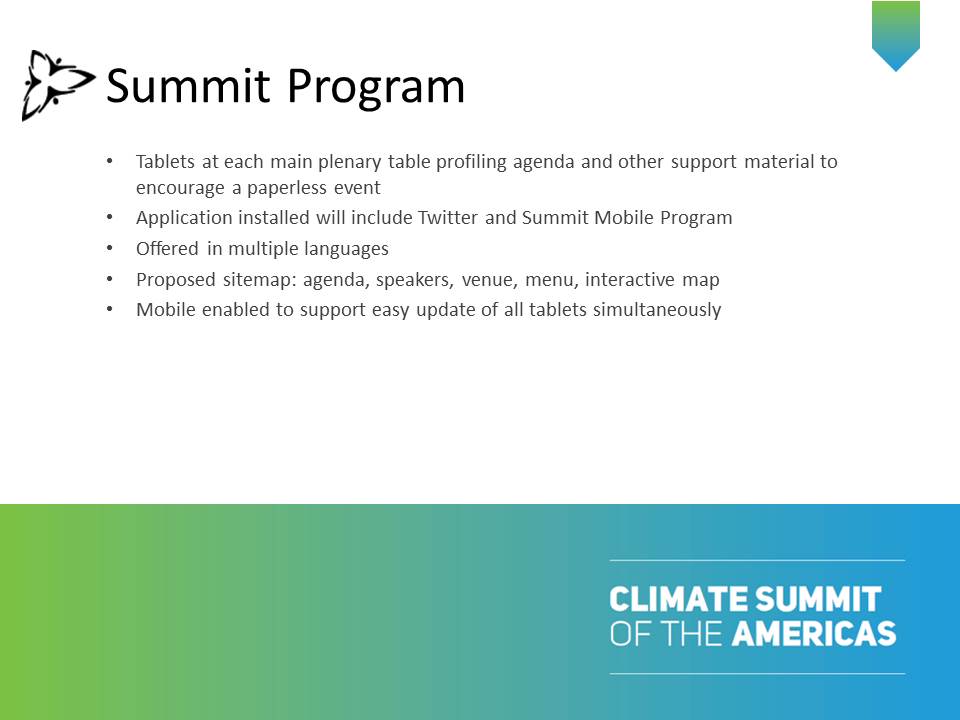 Summit Program
• Tablets at each main plenary table profiling agenda and other support material to
encourage a paperless event
• Application installed will include Twitter and Summit Mobile Program
• Offered in multiple languages
• Proposed sitemap: agenda, speakers, venue, menu, interactive map
• Mobile enabled to support easy update of all tablets simultaneously
CLIMATE SUMMIT
OF THE AMERICAS